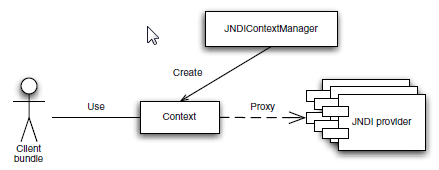 JNDIContextManager
Create
Use
Proxy
Context
JNDI provider
Client
bundle